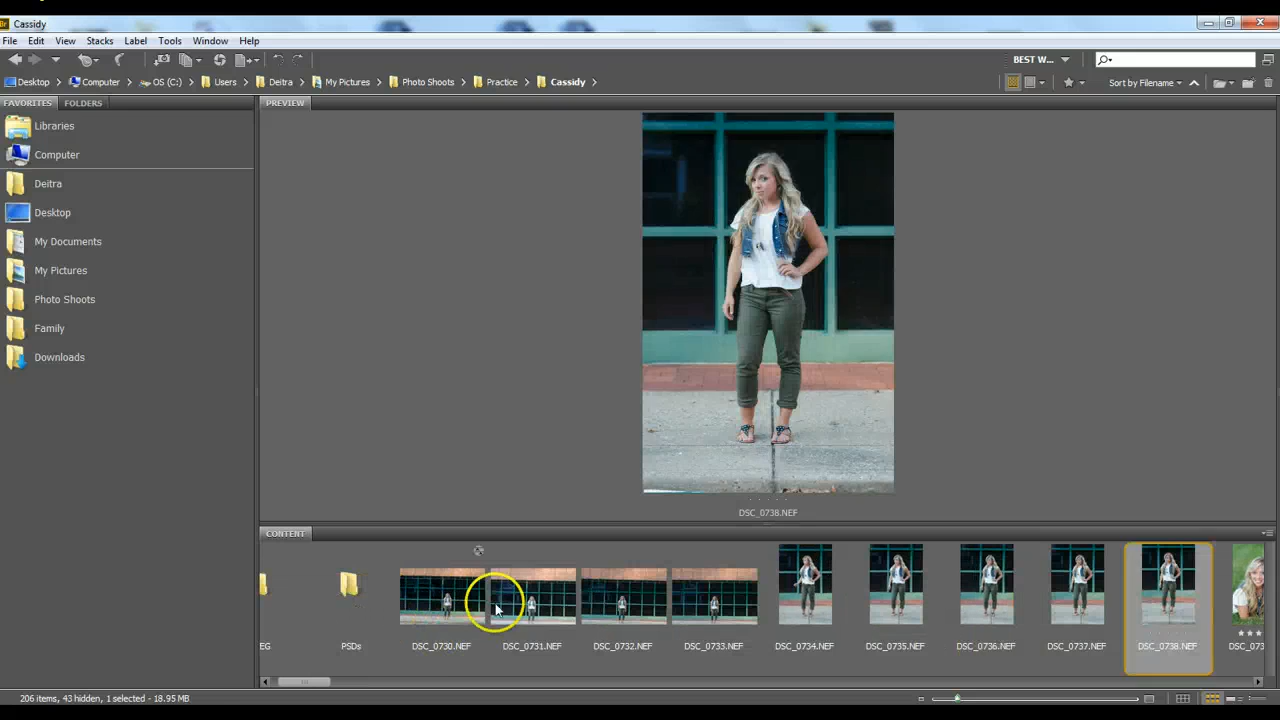 Br Cassidy
File Edit View Stacks Label Tools Window Help
BEST W...
Desktop Computer OS (C:) Users Deitra My Pictures Photo Shoots Practice Cassidy
Sort by Filename
FAVORITES FOLDERS
PREVIEW
Libraries
Computer
Deitra
Desktop
My Documents
My Pictures
Photo Shoots
Family
Downloads
DSC_0738.NEF
CONTENT
EG PSDs DSC_0730.NEF DSC_0731.NEF DSC_0732.NEF DSC_0733.NEF DSC_0734.NEF DSC_0735.NEF DSC_0736.NEF DSC_0737.NEF DSC_0738.NEF DSC_073
206 items, 43 hidden, 1 selected - 18.95 MB